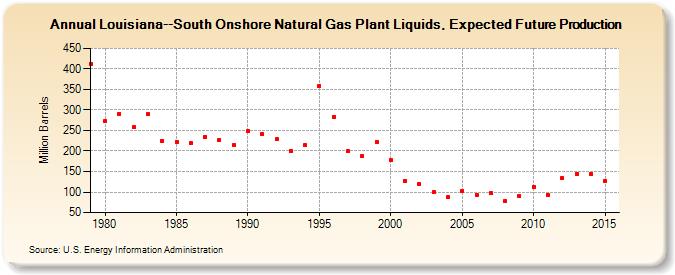 Annual Louisiana--South Onshore Natural Gas Plant Liquids, Expected Future Production
Million Barrels
450
400
350
300
250
200
150
100
50
1980 1985 1990 1995 2000 2005 2010 2015
Source: U.S. Energy Information Administration